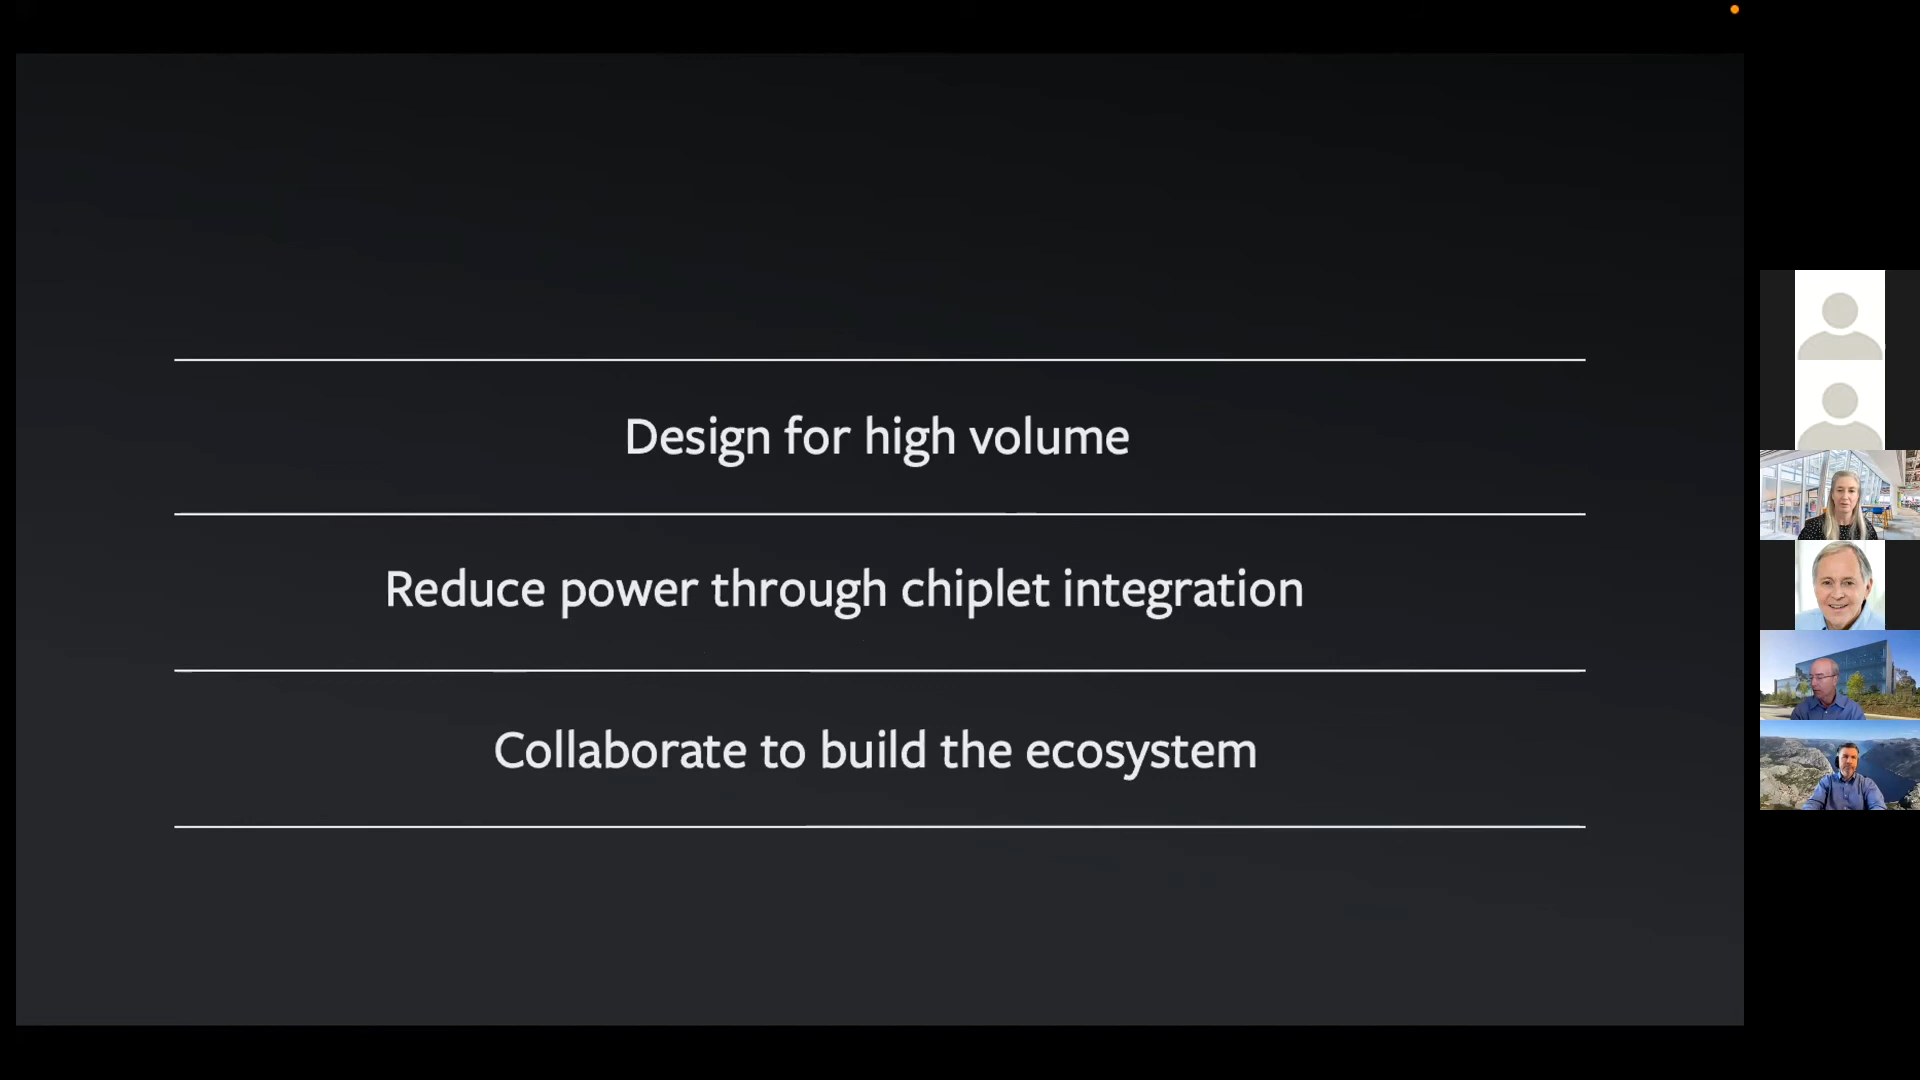 Design for high volume
Reduce power through chiplet integration
Collaborate to build the ecosystem